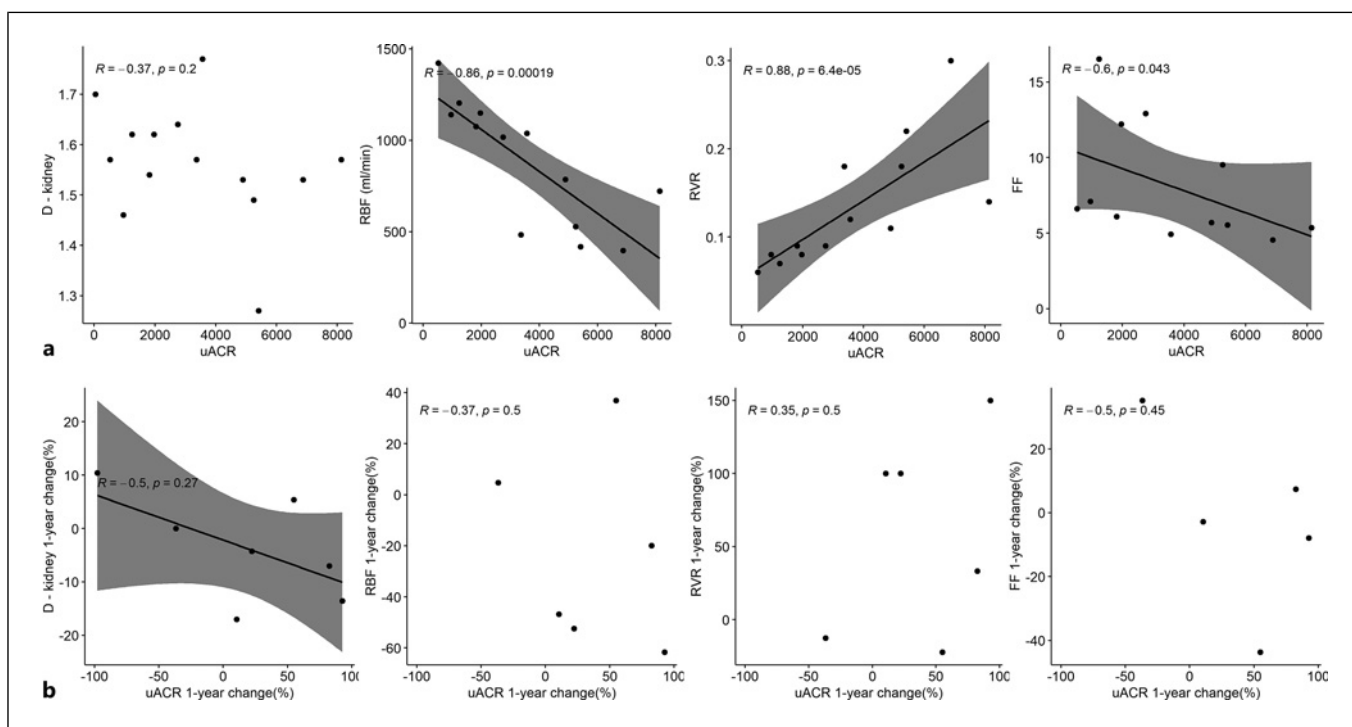 R = −0.37, p = 0.2
D - kidney
1.7
1.6
1.5
1.4
1.3
0 2000 4000 6000 8000
uACR
R = −0.86, p = 0.00019
RBF (ml/min)
1500
1000
500
0
0 2000 4000 6000 8000
uACR
R = 0.88, p = 6.4e-05
RVR
0.3
0.2
0.1
0 2000 4000 6000 8000
uACR
R = −0.6, p = 0.043
FF
15
10
5
0
0 2000 4000 6000 8000
uACR
a
R = −0.5, p = 0.27
D - kidney 1-year change(%)
20
10
0
-10
-20
-100 -50 0 50 100
uACR 1-year change(%)
R = −0.37, p = 0.5
RBF 1-year change(%)
40
20
0
-20
-40
-60
-100 -50 0 50 100
uACR 1-year change(%)
R = 0.35, p = 0.5
RVR 1-year change(%)
150
100
50
0
-100 -50 0 50 100
uACR 1-year change(%)
R = −0.5, p = 0.45
FF 1-year change(%)
20
0
-20
-40
-100 -50 0 50 100
uACR 1-year change(%)
b